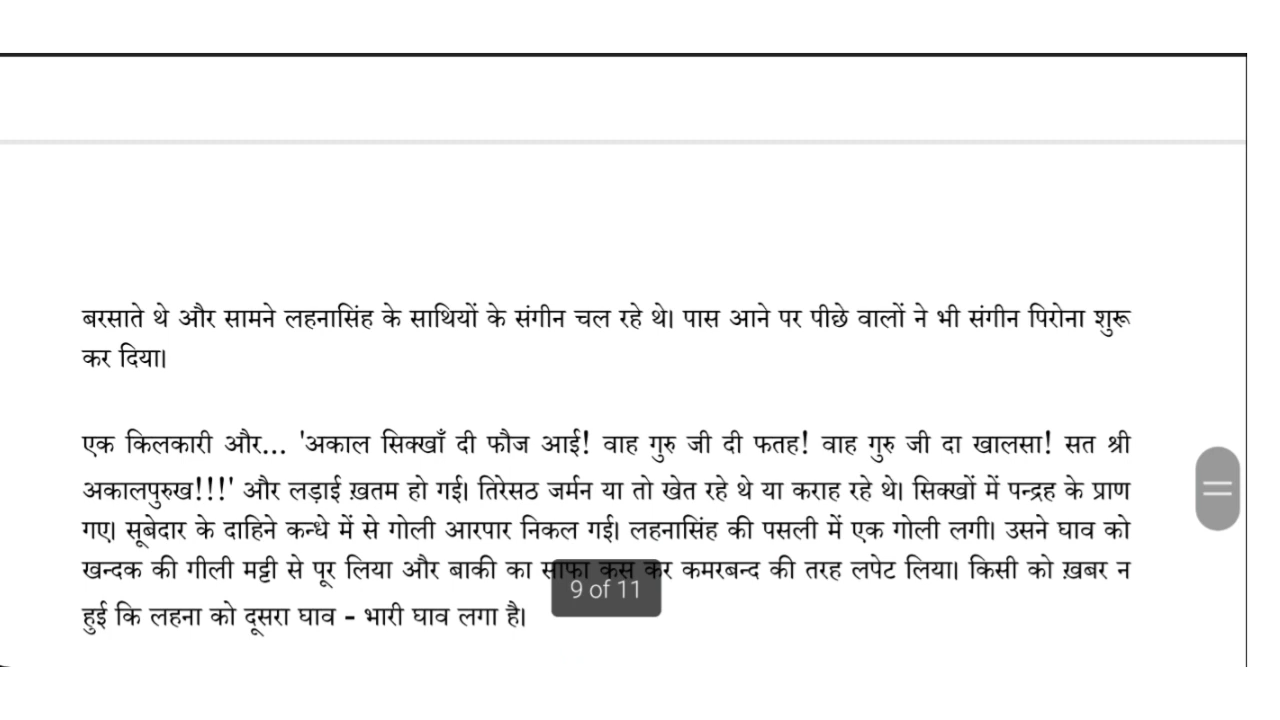 बरसाते थे और सामने लहनासिंह के साथियों के संगीन चल रहे थे। पास आने पर पीछे वालों ने भी संगीन पिरोना शुरू
कर दिया।
एक किलकारी और... 'अकाल सिक्खाँ दी फौज आई! वाह गुरु जी दी फतह! वाह गुरु जी दा खालसा! सत श्री
अकालपुरुख!!!' और लड़ाई ख़तम हो गई। तिरेसठ जर्मन या तो खेत रहे थे या कराह रहे थे। सिक्खों में पन्द्रह के प्राण
गए। सूबेदार के दाहिने कन्धे में से गोली आरपार निकल गई। लहनासिंह की पसली में एक गोली लगी। उसने घाव को
खन्दक की गीली मट्टी से पूर लिया और बाकी का साफा कस कर कमरबन्द की तरह लपेट लिया। किसी को ख़बर न
9 of 11
हुई कि लहना को दूसरा घाव - भारी घाव लगा है।